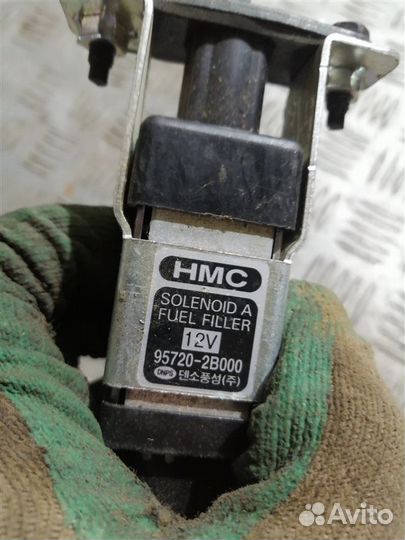 HMC
SOLENOID A
FUEL FILLER
12V
95720-2B000
DNPS 덴소풍성(주)
Avito